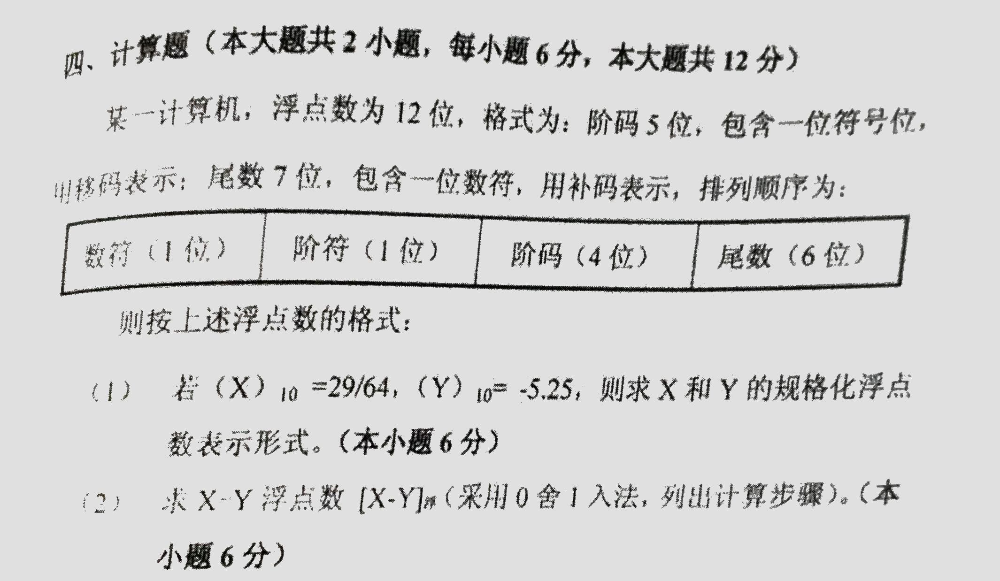 四、计算题（本大题共 2 小题，每小题 6 分，本大题共 12 分）
某一计算机，浮点数为 12 位，格式为：阶码 5 位，包含一位符号位，
用移码表示；尾数 7 位，包含一位数符，用补码表示，排列顺序为：
数符（1 位） 阶符（1 位） 阶码（4 位） 尾数（6 位）
则按上述浮点数的格式：
（1） 若（X）10 =29/64，（Y）10= -5.25，则求 X 和 Y 的规格化浮点
数表示形式。（本小题 6 分）
（2） 求 X-Y 浮点数 [X-Y]浮（采用 0 舍 1 入法，列出计算步骤）。（本
小题 6 分）